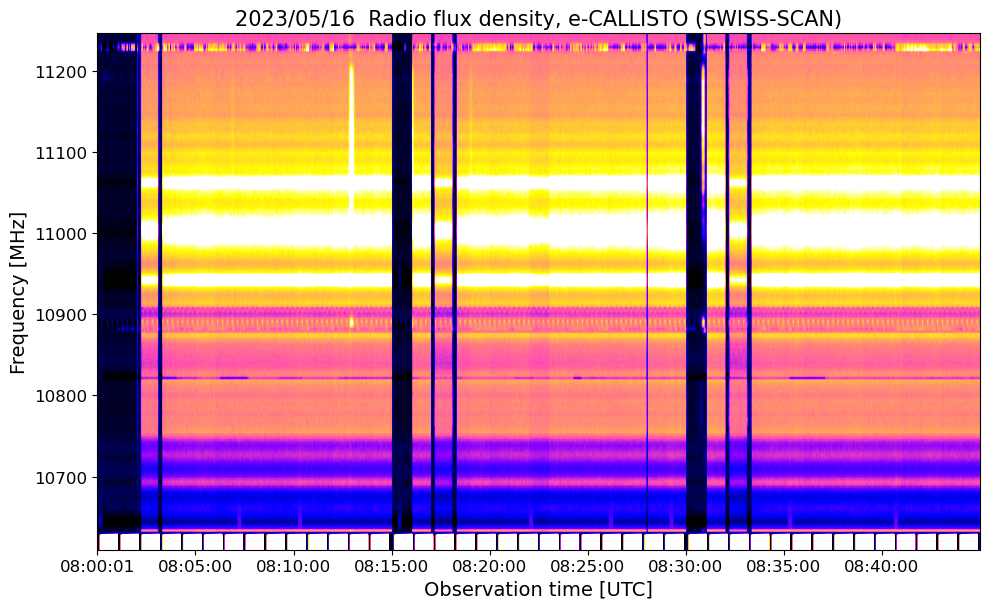 2023/05/16  Radio flux density, e-CALLISTO (SWISS-SCAN)
Frequency [MHz]
11200
11100
11000
10900
10800
10700
08:00:01 08:05:00 08:10:00 08:15:00 08:20:00 08:25:00 08:30:00 08:35:00 08:40:00
Observation time [UTC]